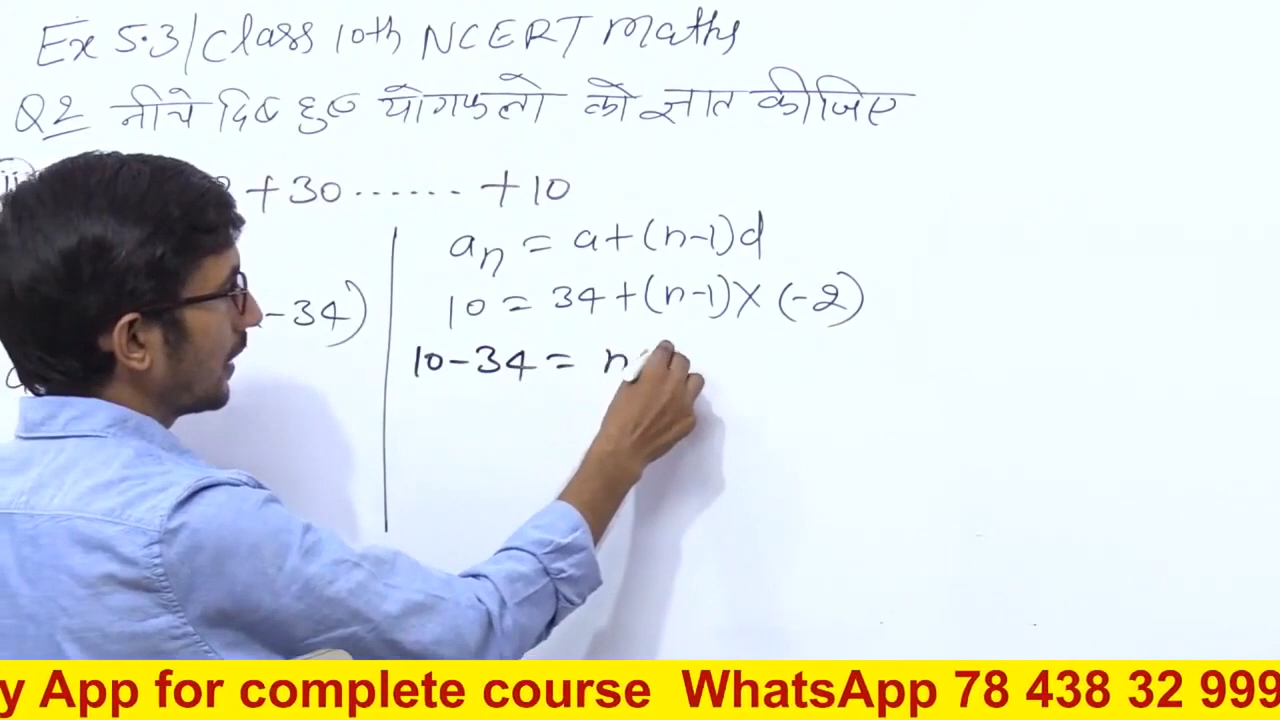 Ex 5.3/Class 10th NCERT Maths
Q2 नीचे दिए हुए योगफलो को ज्ञात कीजिए
+ 30 ....... + 10
-34)
an = a + (n-1)d
10 = 34 + (n-1) × (-2)
10-34 = n
y App for complete course WhatsApp 78 438 32 999